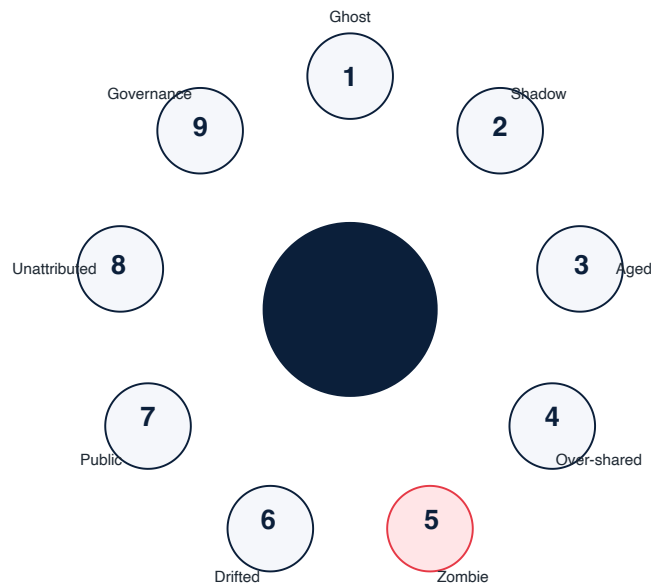 Ghost
1
Shadow
2
3
Aged
4
Over-shared
5
Zombie
6
Drifted
7
Public
Unattributed
8
Governance
9